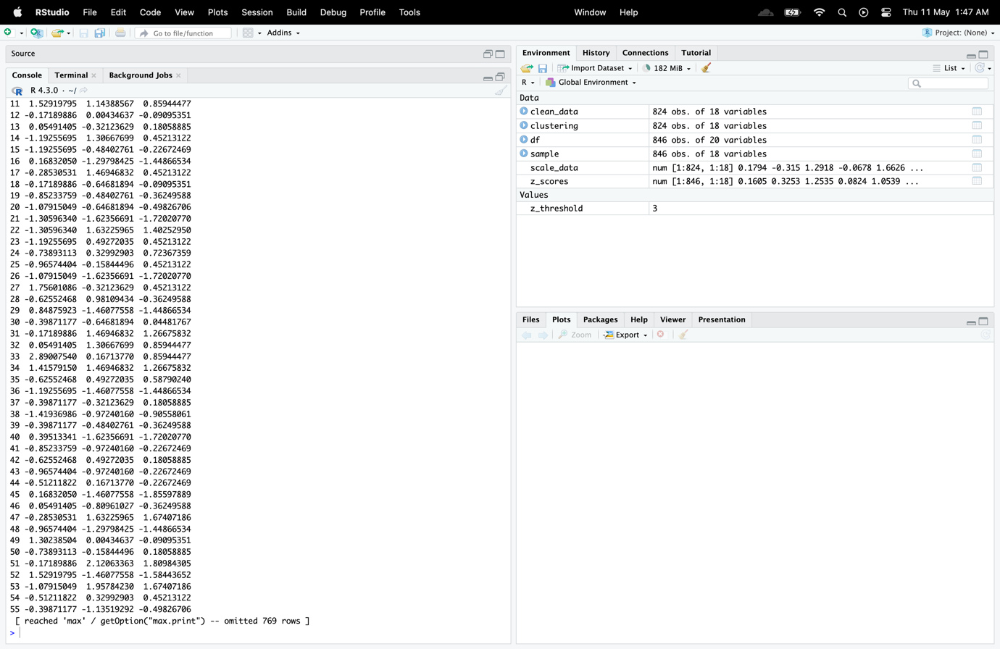 RStudio File Edit Code View Plots Session Build Debug Profile Tools Window Help Thu 11 May 1:47 AM
Go to file/function Addins Project: (None)
Source
Console Terminal Background Jobs
R 4.3.0 · ~/
11 1.52919795 1.14388567 0.85944477
12 -0.17189886 0.00434637 -0.09095351
13 0.05491405 -0.32123629 0.18058885
14 -1.19255695 1.30667699 0.45213122
15 -1.19255695 -0.48402761 -0.22672469
16 0.16832050 -1.29798425 -1.44866534
17 -0.28530531 1.46946832 0.45213122
18 -0.17189886 -0.64681894 -0.09095351
19 -0.85233759 -0.48402761 -0.36249588
20 -1.07915049 -0.64681894 -0.49826706
21 -1.30596340 -1.62356691 -1.72020770
22 -1.30596340 1.63225965 1.40252950
23 -1.19255695 0.49272035 0.45213122
24 -0.73893113 0.32992903 0.72367359
25 -0.96574404 -0.15844496 0.45213122
26 -1.07915049 -1.62356691 -1.72020770
27 1.75601086 -0.32123629 0.45213122
28 -0.62552468 0.98109434 -0.36249588
29 0.84875923 -1.46077558 -1.44866534
30 -0.39871177 -0.64681894 0.04481767
31 -0.17189886 1.46946832 1.26675832
32 0.05491405 1.30667699 0.85944477
33 2.89007540 0.16713770 0.85944477
34 1.41579150 1.46946832 1.26675832
35 -0.62552468 0.49272035 0.58790240
36 -1.19255695 -1.46077558 -1.44866534
37 -0.39871177 -0.32123629 0.18058885
38 -1.41936986 -0.97240160 -0.90558061
39 -0.39871177 -0.48402761 -0.36249588
40 0.39513341 -1.62356691 -1.72020770
41 -0.85233759 -0.97240160 -0.22672469
42 -0.62552468 0.49272035 0.18058885
43 -0.96574404 -0.97240160 -0.22672469
44 -0.51211822 0.16713770 -0.22672469
45 0.16832050 -1.46077558 -1.85597889
46 0.05491405 -0.80961027 -0.36249588
47 -0.28530531 1.63225965 1.67407186
48 -0.96574404 -1.29798425 -1.44866534
49 1.30238504 0.00434637 -0.09095351
50 -0.73893113 -0.15844496 0.18058885
51 -0.17189886 2.12063363 1.80984305
52 1.52919795 -1.46077558 -1.58443652
53 -1.07915049 1.95784230 1.67407186
54 -0.51211822 0.32992903 0.45213122
55 -0.39871177 -1.13519292 -0.49826706
[ reached 'max' / getOption("max.print") -- omitted 769 rows ]
>
Environment History Connections Tutorial
Import Dataset 182 MiB List
R Global Environment
Data
clean_data 824 obs. of 18 variables
clustering 824 obs. of 18 variables
df 846 obs. of 20 variables
sample 846 obs. of 18 variables
scale_data num [1:824, 1:18] 0.1794 -0.315 1.2918 -0.0678 1.6626 ...
z_scores num [1:846, 1:18] 0.1605 0.3253 1.2535 0.0824 1.0539 ...
Values
z_threshold 3
Files Plots Packages Help Viewer Presentation
Zoom Export